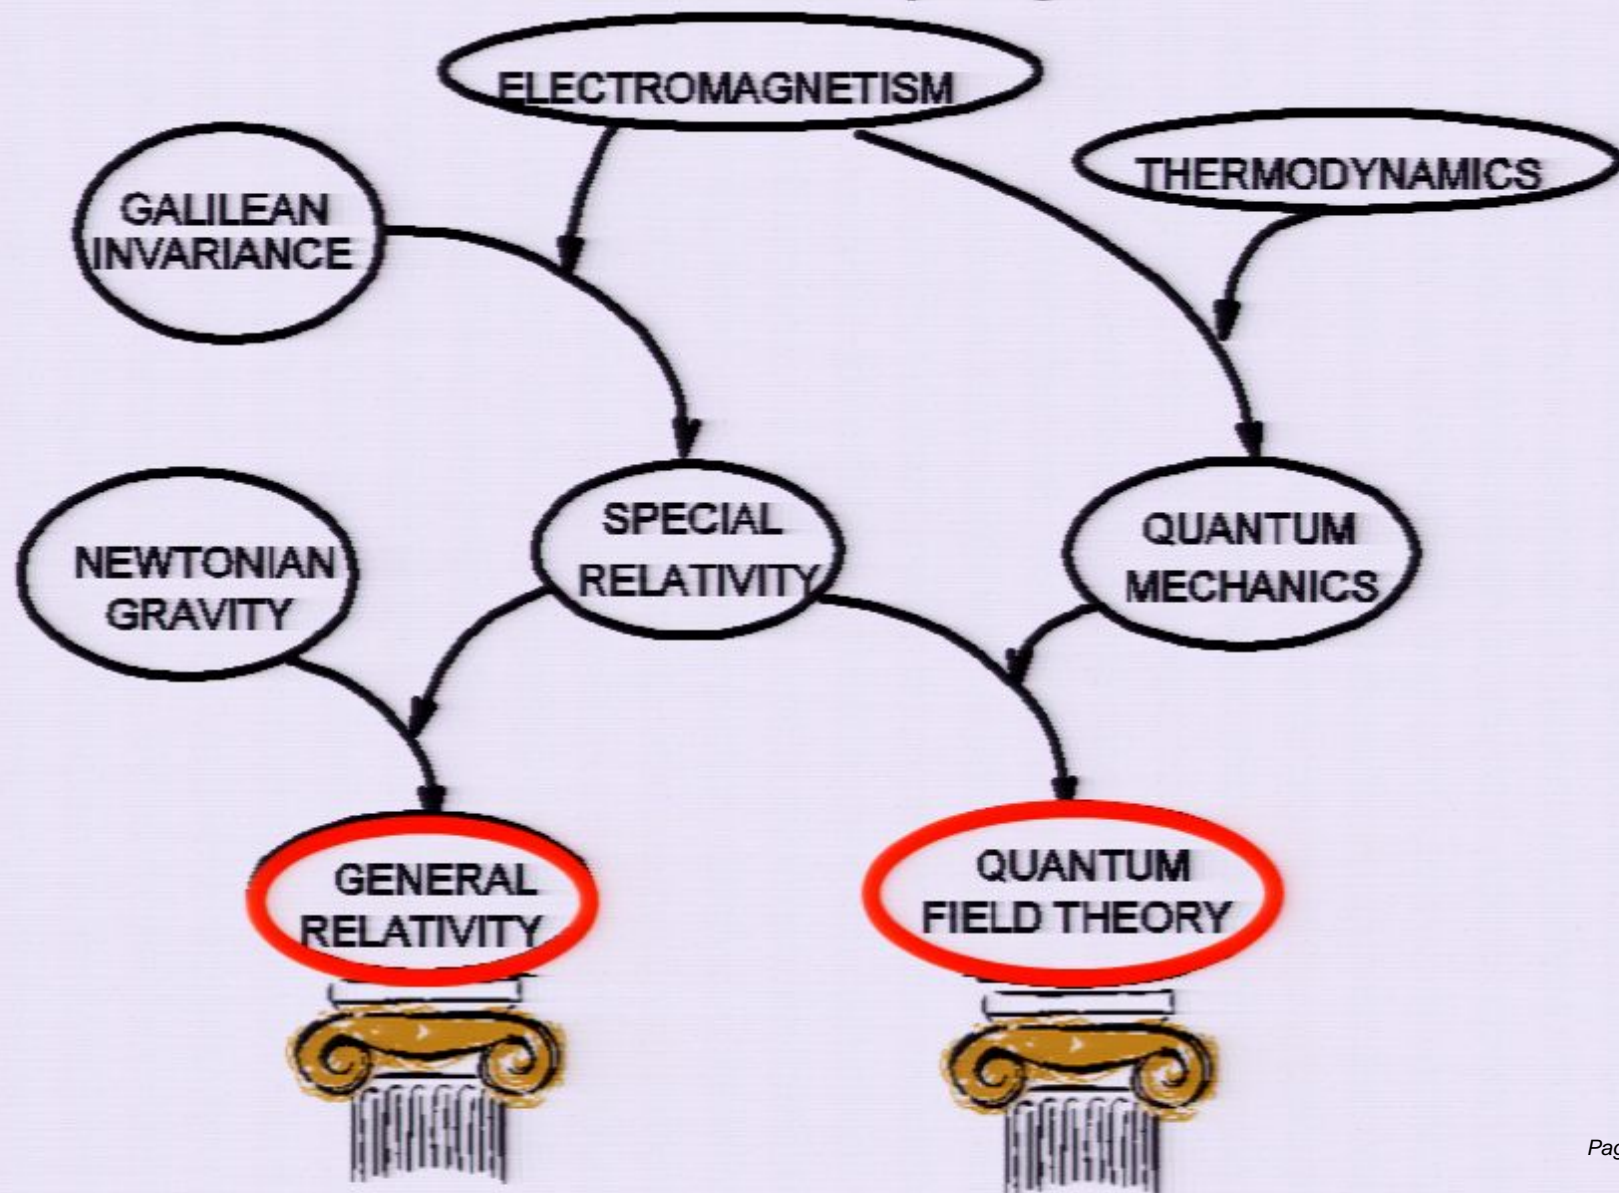 ELECTROMAGNETISM
THERMODYNAMICS
GALILEAN
INVARIANCE
SPECIAL
RELATIVITY
QUANTUM
MECHANICS
NEWTONIAN
GRAVITY
GENERAL
RELATIVITY
QUANTUM
FIELD THEORY